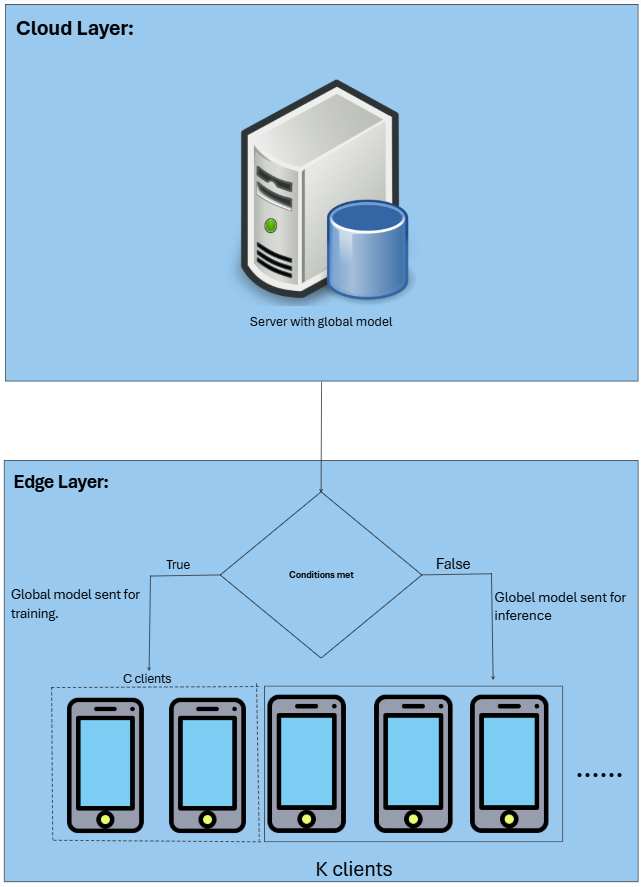 Cloud Layer:
Server with global model
Edge Layer:
Conditions met
True
False
Global model sent for
training.
Globel model sent for
inference
C clients
......
K clients